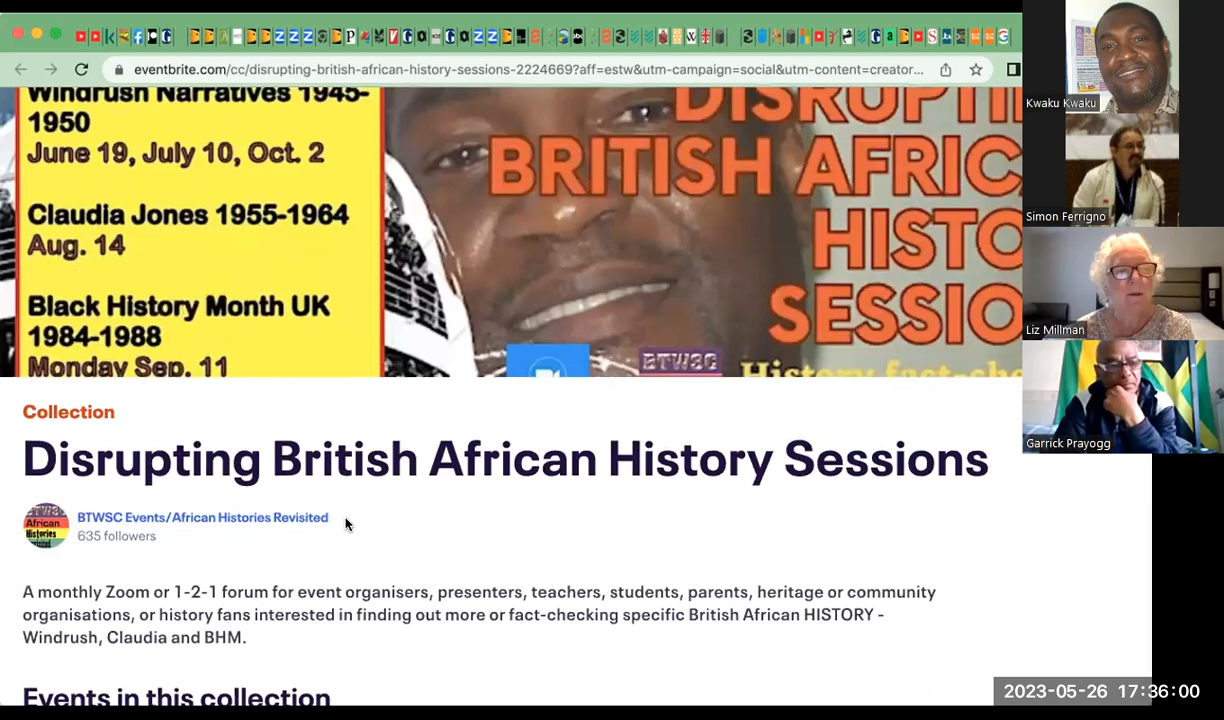 eventbrite.com/cc/disrupting-british-african-history-sessions-2224669?aff=estw&utm-campaign=social&utm-content=creator...
Windrush Narratives 1945-
1950
June 19, July 10, Oct. 2
Claudia Jones 1955-1964
Aug. 14
Black History Month UK
1984-1988
Monday Sep. 11
DISRUPTI
BRITISH AFRIC
HISTO
SESSIO
BTWSC
History fact-che
Collection
Disrupting British African History Sessions
BTWSC Events/African Histories Revisited
635 followers
A monthly Zoom or 1-2-1 forum for event organisers, presenters, teachers, students, parents, heritage or community
organisations, or history fans interested in finding out more or fact-checking specific British African HISTORY -
Windrush, Claudia and BHM.
Events in this collection
Kwaku Kwaku
Simon Ferrigno
Liz Millman
Garrick Prayogg
2023-05-26 17:36:00